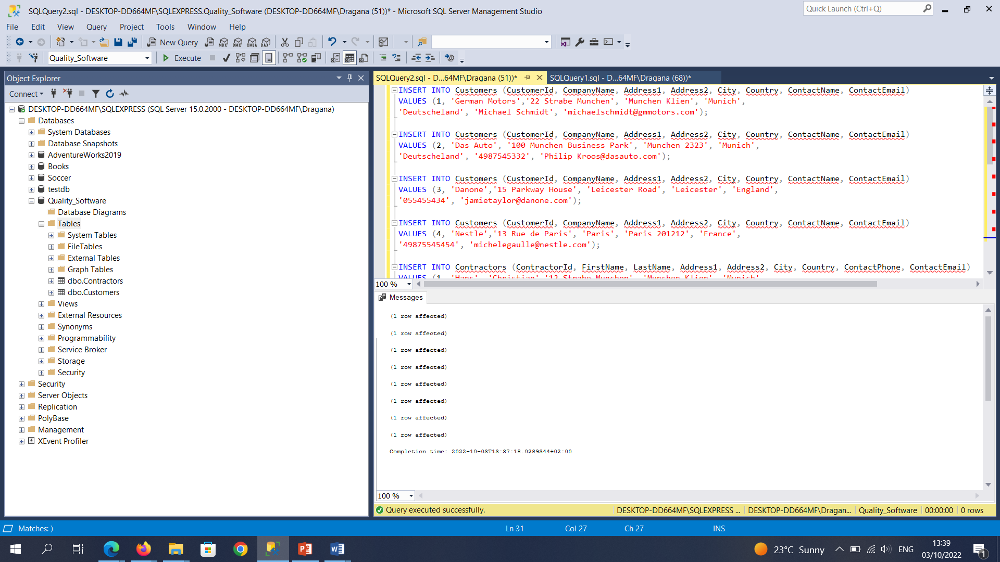 SQLQuery2.sql - DESKTOP-DD664MF\SQLEXPRESS.Quality_Software (DESKTOP-DD664MF\Dragana (51))* - Microsoft SQL Server Management Studio
Quick Launch (Ctrl+Q)
File Edit View Query Project Tools Window Help
New Query MDX DMX XMLA DAX
Quality_Software Execute
Object Explorer
Connect
DESKTOP-DD664MF\SQLEXPRESS (SQL Server 15.0.2000 - DESKTOP-DD664MF\Dragana)
Databases
System Databases
Database Snapshots
AdventureWorks2019
Books
Soccer
testdb
Quality_Software
Database Diagrams
Tables
System Tables
FileTables
External Tables
Graph Tables
dbo.Contractors
dbo.Customers
Views
External Resources
Synonyms
Programmability
Service Broker
Storage
Security
Security
Server Objects
Replication
PolyBase
Management
XEvent Profiler
SQLQuery2.sql - D...64MF\Dragana (51))* SQLQuery1.sql - D...64MF\Dragana (68))*
INSERT INTO Customers (CustomerId, CompanyName, Address1, Address2, City, Country, ContactName, ContactEmail)
VALUES (1, 'German Motors','22 Strabe Munchen', 'Munchen Klien', 'Munich',
'Deutscheland', 'Michael Schmidt', 'michaelschmidt@gmmotors.com');
INSERT INTO Customers (CustomerId, CompanyName, Address1, Address2, City, Country, ContactName, ContactEmail)
VALUES (2, 'Das Auto', '100 Munchen Business Park', 'Munchen 2323', 'Munich',
'Deutscheland', '4987545332', 'Philip Kroos@dasauto.com');
INSERT INTO Customers (CustomerId, CompanyName, Address1, Address2, City, Country, ContactName, ContactEmail)
VALUES (3, 'Danone','15 Parkway House', 'Leicester Road', 'Leicester', 'England',
'055455434', 'jamietaylor@danone.com');
INSERT INTO Customers (CustomerId, CompanyName, Address1, Address2, City, Country, ContactName, ContactEmail)
VALUES (4, 'Nestle','13 Rue de Paris', 'Paris', 'Paris 201212', 'France',
'49875545454', 'michelegaulle@nestle.com');
INSERT INTO Contractors (ContractorId, FirstName, LastName, Address1, Address2, City, Country, ContactPhone, ContactEmail)
VALUES (1, 'Hans', 'Christian','12 Strabe Munchen', 'Munchen Klien', 'Munich',
100 %
Messages
(1 row affected)
(1 row affected)
(1 row affected)
(1 row affected)
(1 row affected)
(1 row affected)
(1 row affected)
(1 row affected)
Completion time: 2022-10-03T13:37:18.0289344+02:00
100 %
Query executed successfully. DESKTOP-DD664MF\SQLEXPRESS ... DESKTOP-DD664MF\Dragan... Quality_Software 00:00:00 0 rows
Matches: ) Ln 31 Col 27 Ch 27 INS
23°C Sunny ENG
13:39
03/10/2022
1